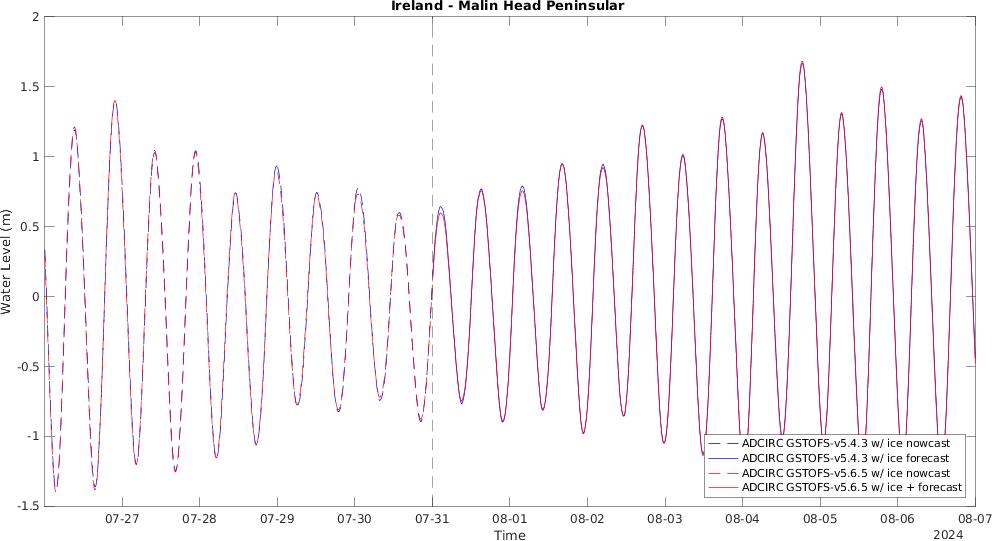 Ireland - Malin Head Peninsular
2
1.5
1
0.5
0
-0.5
-1
-1.5
Water Level (m)
ADCIRC GSTOFS-v5.4.3 w/ ice nowcast
ADCIRC GSTOFS-v5.4.3 w/ ice forecast
ADCIRC GSTOFS-v5.6.5 w/ ice nowcast
ADCIRC GSTOFS-v5.6.5 w/ ice + forecast
07-27 07-28 07-29 07-30 07-31 08-01 08-02 08-03 08-04 08-05 08-06 08-07
Time
2024